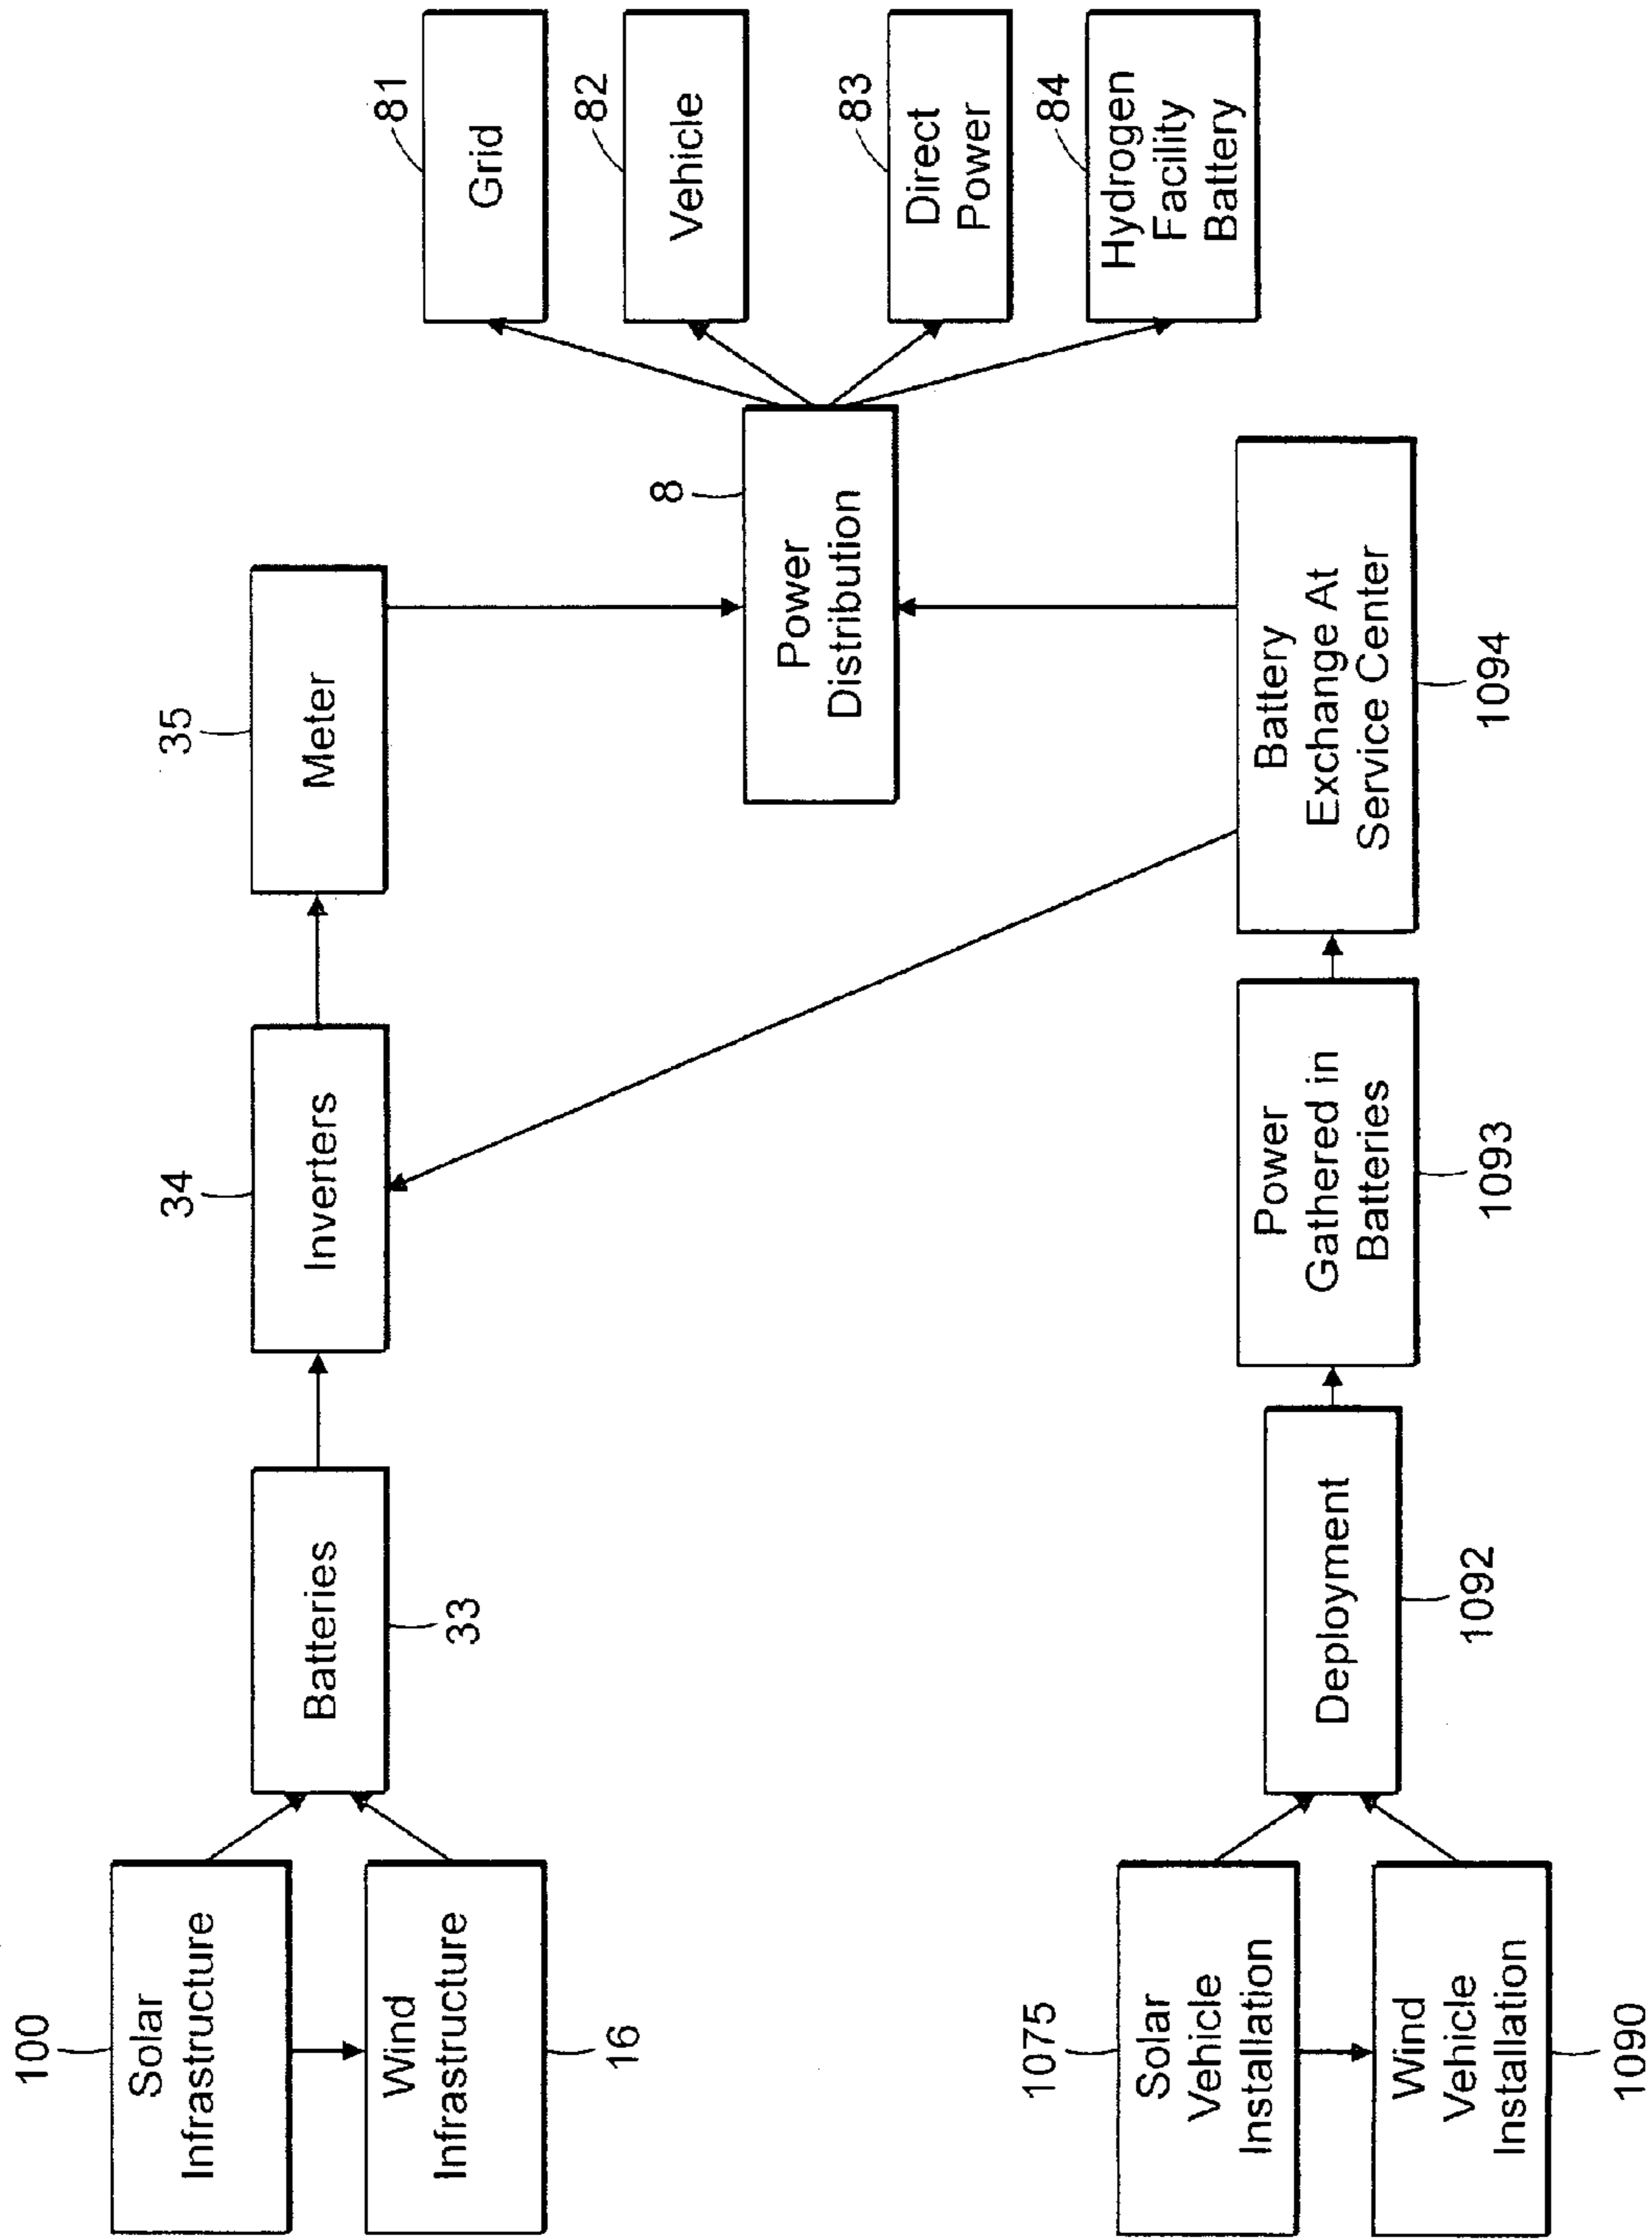 100
Solar
Infrastructure
Wind
Infrastructure
16
Batteries
33
34
Inverters
35
Meter
8
Power
Distribution
81
Grid
82
Vehicle
83
Direct
Power
84
Hydrogen
Facility
Battery
1075
Solar
Vehicle
Installation
Wind
Vehicle
Installation
1090
Deployment
1092
Power
Gathered in
Batteries
1093
Battery
Exchange At
Service Center
1094